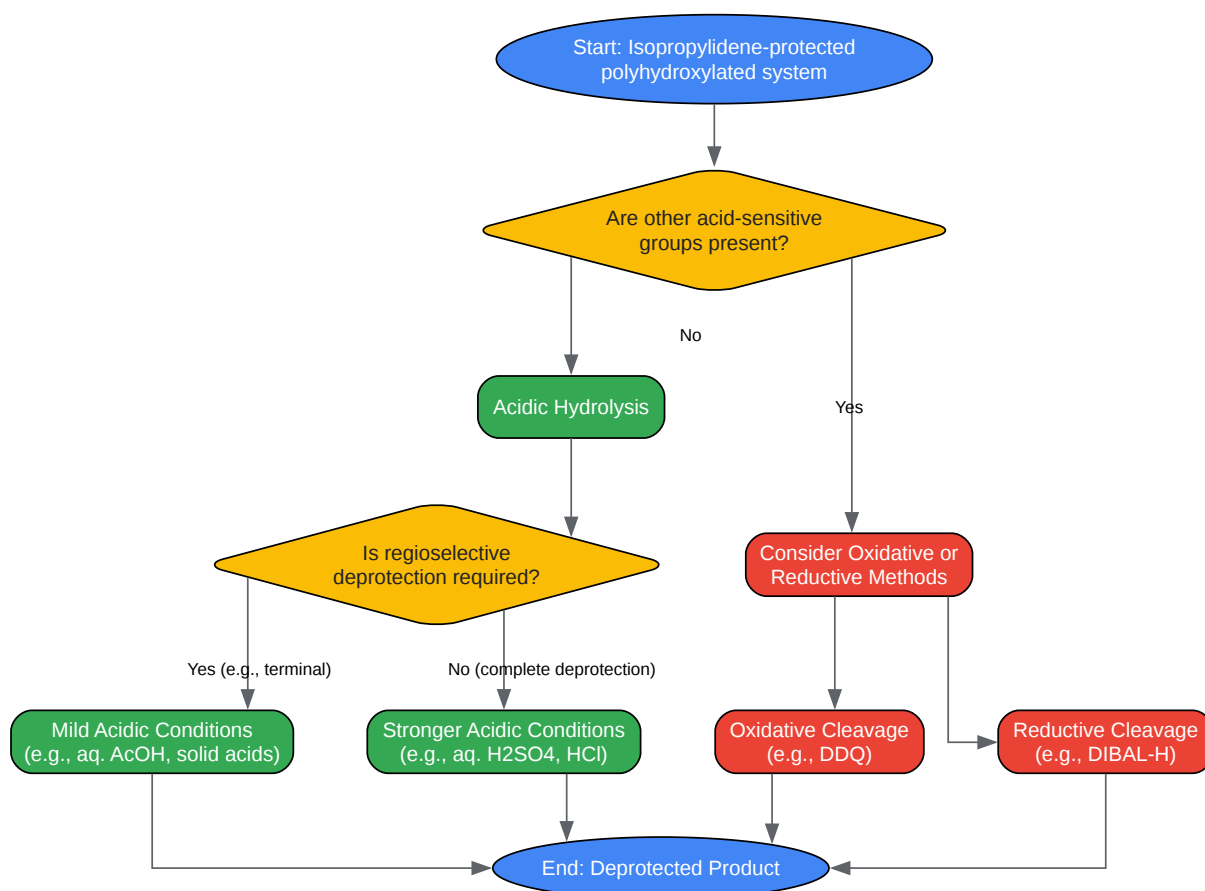 Start: Isopropylidene-protected
polyhydroxylated system
Are other acid-sensitive
groups present?
No
Acidic Hydrolysis
Yes
Is regioselective
deprotection required?
Consider Oxidative or
Reductive Methods
Yes (e.g., terminal)
No (complete deprotection)
Mild Acidic Conditions
(e.g., aq. AcOH, solid acids)
Stronger Acidic Conditions
(e.g., aq. H2SO4, HCl)
Oxidative Cleavage
(e.g., DDQ)
Reductive Cleavage
(e.g., DIBAL-H)
End: Deprotected Product